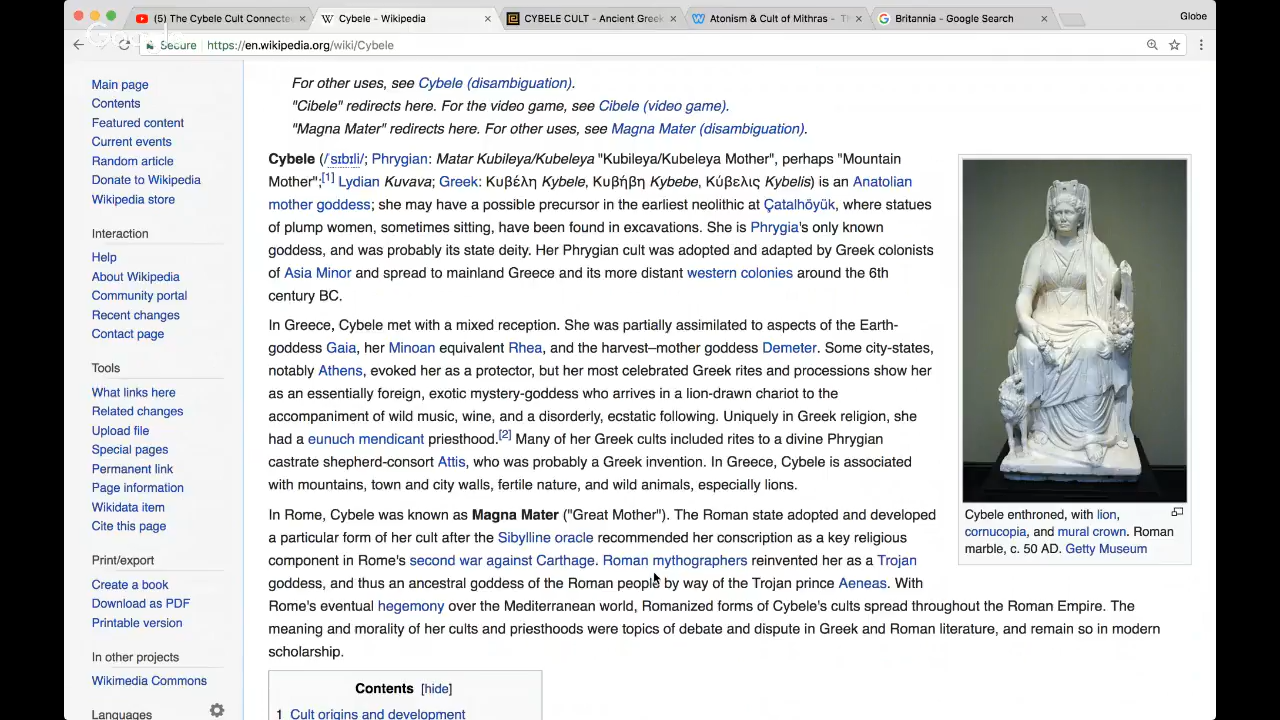 (5) The Cybele Cult Connecte
Cybele - Wikipedia
CYBELE CULT - Ancient Greek
Atonism & Cult of Mithras - Th
Britannia - Google Search
Globe
Google
Secure
https://en.wikipedia.org/wiki/Cybele
Main page
Contents
Featured content
Current events
Random article
Donate to Wikipedia
Wikipedia store
Interaction
Help
About Wikipedia
Community portal
Recent changes
Contact page
Tools
What links here
Related changes
Upload file
Special pages
Permanent link
Page information
Wikidata item
Cite this page
Print/export
Create a book
Download as PDF
Printable version
In other projects
Wikimedia Commons
Languages
For other uses, see Cybele (disambiguation).
"Cibele" redirects here. For the video game, see Cibele (video game).
"Magna Mater" redirects here. For other uses, see Magna Mater (disambiguation).
Cybele (/ˈsɪbɪli/; Phrygian: Matar Kubileya/Kubeleya "Kubileya/Kubeleya Mother", perhaps "Mountain
Mother";[1] Lydian Kuvava; Greek: Κυβέλη Kybele, Κυβήβη Kybebe, Κύβελις Kybelis) is an Anatolian
mother goddess; she may have a possible precursor in the earliest neolithic at Çatalhöyük, where statues
of plump women, sometimes sitting, have been found in excavations. She is Phrygia's only known
goddess, and was probably its state deity. Her Phrygian cult was adopted and adapted by Greek colonists
of Asia Minor and spread to mainland Greece and its more distant western colonies around the 6th
century BC.
In Greece, Cybele met with a mixed reception. She was partially assimilated to aspects of the Earth-
goddess Gaia, her Minoan equivalent Rhea, and the harvest–mother goddess Demeter. Some city-states,
notably Athens, evoked her as a protector, but her most celebrated Greek rites and processions show her
as an essentially foreign, exotic mystery-goddess who arrives in a lion-drawn chariot to the
accompaniment of wild music, wine, and a disorderly, ecstatic following. Uniquely in Greek religion, she
had a eunuch mendicant priesthood.[2] Many of her Greek cults included rites to a divine Phrygian
castrate shepherd-consort Attis, who was probably a Greek invention. In Greece, Cybele is associated
with mountains, town and city walls, fertile nature, and wild animals, especially lions.
In Rome, Cybele was known as Magna Mater ("Great Mother"). The Roman state adopted and developed
a particular form of her cult after the Sibylline oracle recommended her conscription as a key religious
component in Rome's second war against Carthage. Roman mythographers reinvented her as a Trojan
goddess, and thus an ancestral goddess of the Roman people by way of the Trojan prince Aeneas. With
Rome's eventual hegemony over the Mediterranean world, Romanized forms of Cybele's cults spread throughout the Roman Empire. The
meaning and morality of her cults and priesthoods were topics of debate and dispute in Greek and Roman literature, and remain so in modern
scholarship.
Cybele enthroned, with lion,
cornucopia, and mural crown. Roman
marble, c. 50 AD. Getty Museum
Contents [hide]
1 Cult origins and development